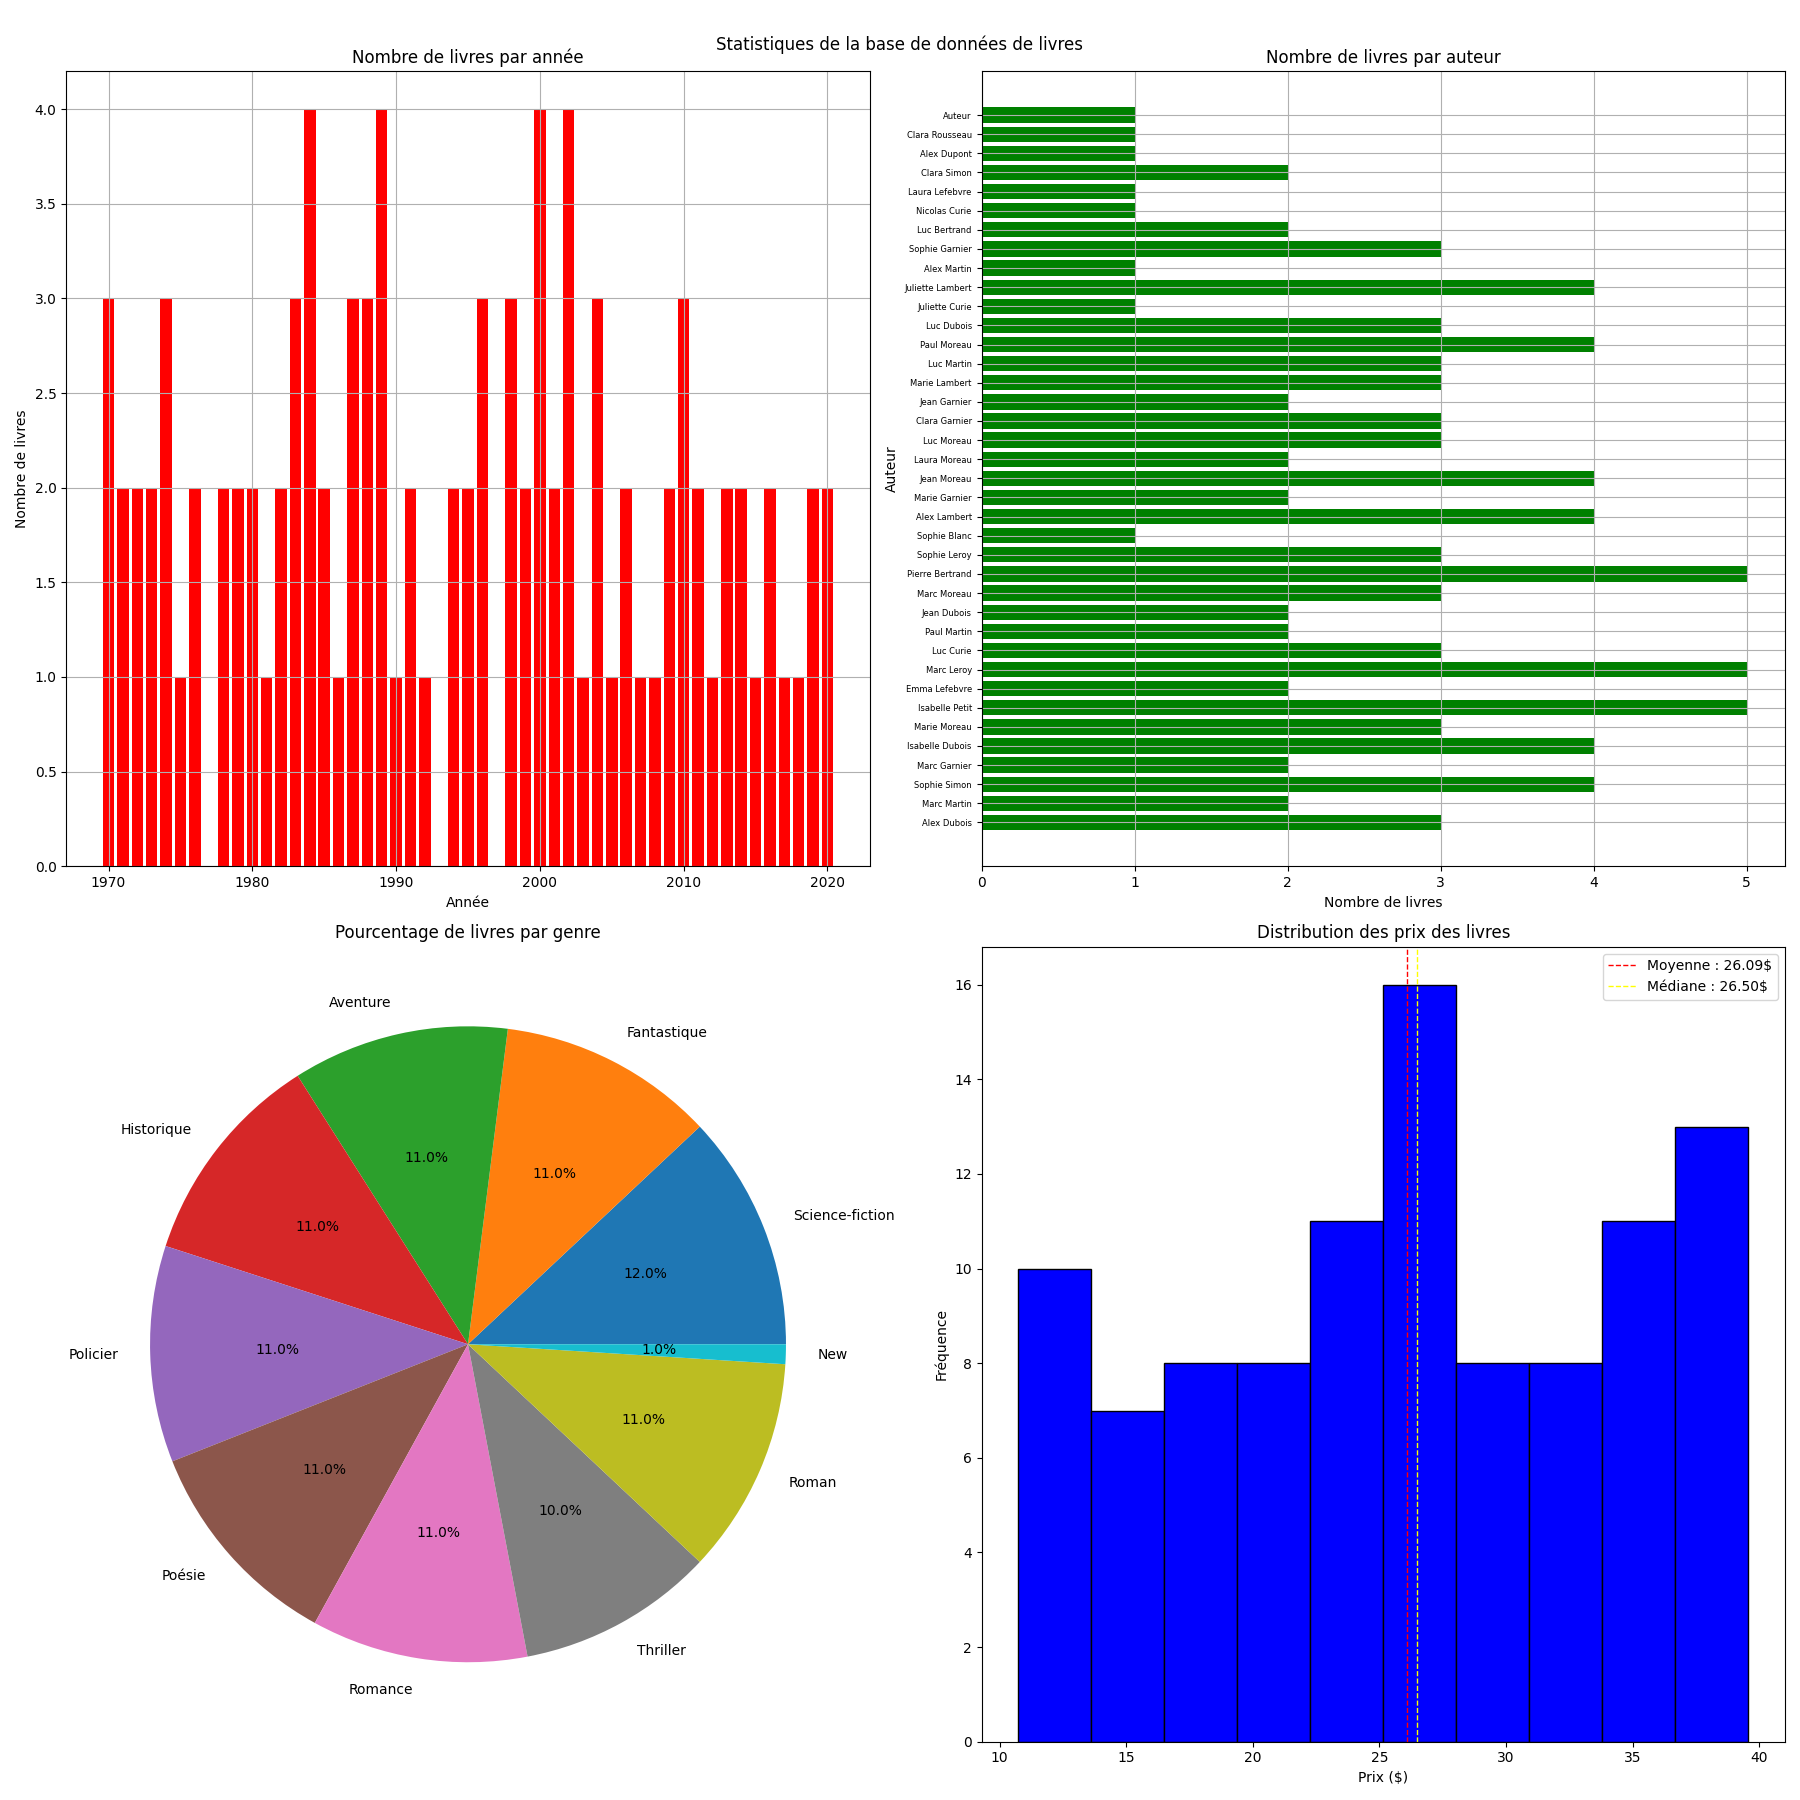 Statistiques de la base de données de livres
Nombre de livres par année
4.0
3.5
3.0
2.5
2.0
1.5
1.0
0.5
0.0
Nombre de livres
1970 1980 1990 2000 2010 2020
Année
Nombre de livres par auteur
Auteur
Clara Rousseau
Alex Dupont
Clara Simon
Laura Lefebvre
Nicolas Curie
Luc Bertrand
Sophie Garnier
Alex Martin
Juliette Lambert
Juliette Curie
Luc Dubois
Paul Moreau
Luc Martin
Marie Lambert
Jean Garnier
Clara Garnier
Luc Moreau
Laura Moreau
Jean Moreau
Marie Garnier
Alex Lambert
Sophie Blanc
Sophie Leroy
Pierre Bertrand
Marc Moreau
Jean Dubois
Paul Martin
Luc Curie
Marc Leroy
Emma Lefebvre
Isabelle Petit
Marie Moreau
Isabelle Dubois
Marc Garnier
Sophie Simon
Marc Martin
Alex Dubois
Auteur
0 1 2 3 4 5
Nombre de livres
Pourcentage de livres par genre
Aventure
Fantastique
Historique
Science-fiction
Policier
New
Poésie
Roman
Thriller
Romance
11.0%
11.0%
11.0%
12.0%
11.0%
1.0%
11.0%
11.0%
10.0%
11.0%
Distribution des prix des livres
Moyenne : 26.09$
Médiane : 26.50$
16
14
12
10
8
6
4
2
0
Fréquence
10 15 20 25 30 35 40
Prix ($)